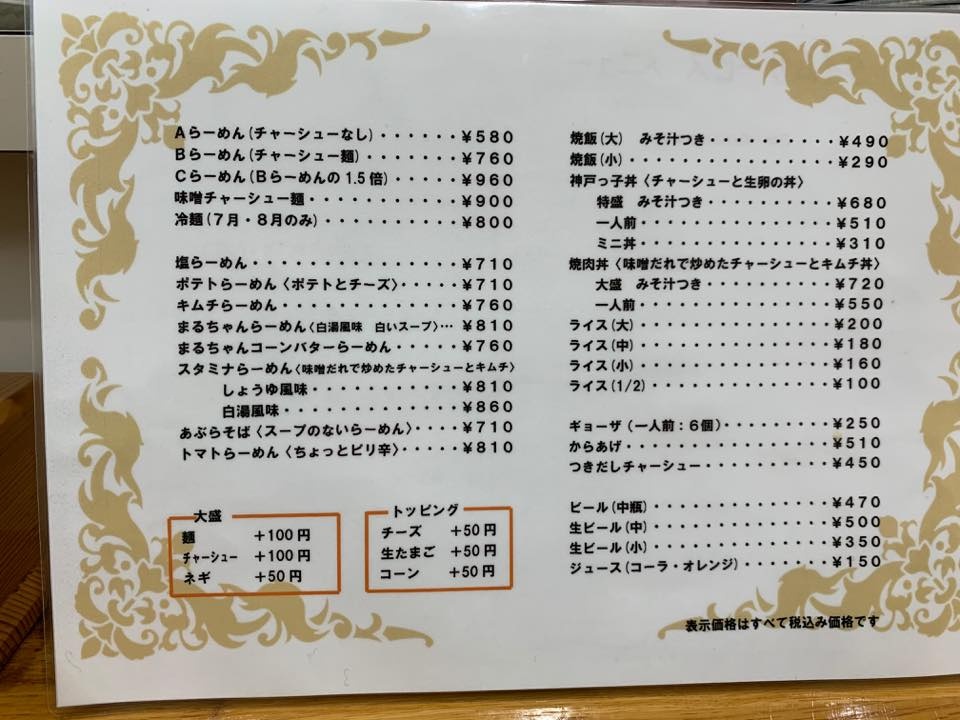 Aらーめん(チャーシューなし)・・・・・・¥580
Bらーめん(チャーシュー麺)・・・・・・・¥760
Cらーめん(Bらーめんの1.5倍)・・・・・¥960
味噌チャーシュー麺・・・・・・・・・・・¥900
冷麺(7月・8月のみ)・・・・・・・・・・¥800
塩らーめん・・・・・・・・・・・・・・・¥710
ポテトらーめん〈ポテトとチーズ〉・・・・・¥710
キムチらーめん・・・・・・・・・・・・・¥760
まるちゃんらーめん〈白湯風味 白いスープ〉…¥810
まるちゃんコーンバターらーめん・・・・・¥760
スタミナらーめん〈味噌だれで炒めたチャーシューとキムチ〉
しょうゆ風味・・・・・・・・・・・¥810
白湯風味・・・・・・・・・・・・・¥860
あぶらそば〈スープのないらーめん〉・・・・¥710
トマトらーめん〈ちょっとピリ辛〉・・・・・¥810
大盛
麺 +100円
チャーシュー +100円
ネギ +50円
トッピング
チーズ +50円
生たまご +50円
コーン +50円
焼飯(大) みそ汁つき・・・・・・・・・・¥490
焼飯(小)・・・・・・・・・・・・・・・¥290
神戸っ子丼〈チャーシューと生卵の丼〉
特盛 みそ汁つき・・・・・・・・・・¥680
一人前・・・・・・・・・・・・・・・¥510
ミニ丼・・・・・・・・・・・・・・・¥310
焼肉丼〈味噌だれで炒めたチャーシューとキムチ丼〉
大盛 みそ汁つき・・・・・・・・・・¥720
一人前・・・・・・・・・・・・・・・¥550
ライス(大)・・・・・・・・・・・・・・¥200
ライス(中)・・・・・・・・・・・・・・¥180
ライス(小)・・・・・・・・・・・・・・¥160
ライス(1/2)・・・・・・・・・・・・・・¥100
ギョーザ(一人前:6個)・・・・・・・・・¥250
からあげ・・・・・・・・・・・・・・・・¥510
つきだしチャーシュー・・・・・・・・・・¥450
ビール(中瓶)・・・・・・・・・・・・・・¥470
生ビール(中)・・・・・・・・・・・・・・¥500
生ビール(小)・・・・・・・・・・・・・・¥350
ジュース(コーラ・オレンジ)・・・・・・・¥150
表示価格はすべて税込み価格です